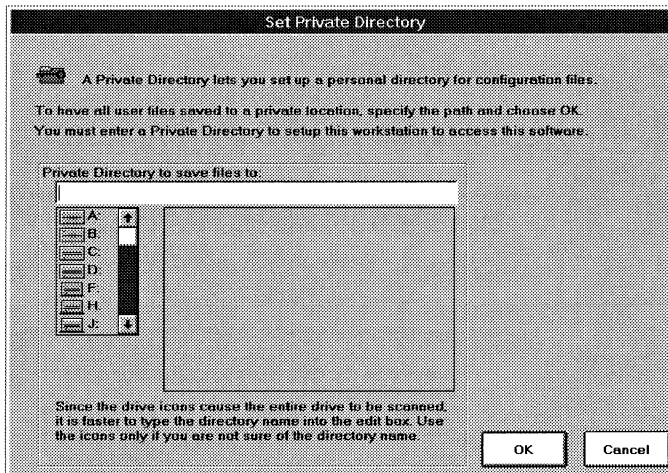 Set Private Directory
A Private Directory lets you set up a personal directory for configuration files.
To have all user files saved to a private location, specify the path and choose OK.
You must enter a Private Directory to setup this workstation to access this software.
Private Directory to save files to:
A:
B:
C:
D:
F:
H:
J:
Since the drive icons cause the entire drive to be scanned,
it is faster to type the directory name into the edit box. Use
the icons only if you are not sure of the directory name.
OK
Cancel